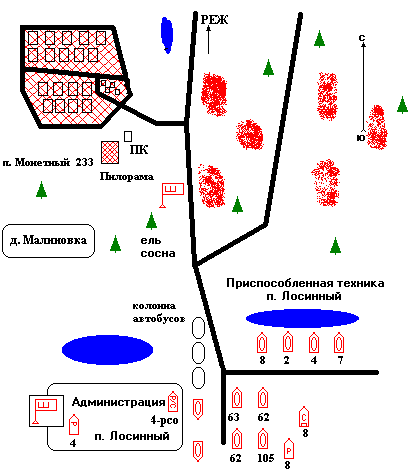 РЕЖ
С
Ю
ПК
п. Монетный 233
Пилорама
Ш
д. Малиновка
ель
сосна
Приспособленная техника
п. Лосинный
колонна
автобусов
8 2 4 7
Администрация
РХС
4-рсо
63 62
С
8
Ш
Р
п. Лосинный
4
62 105
Р
8